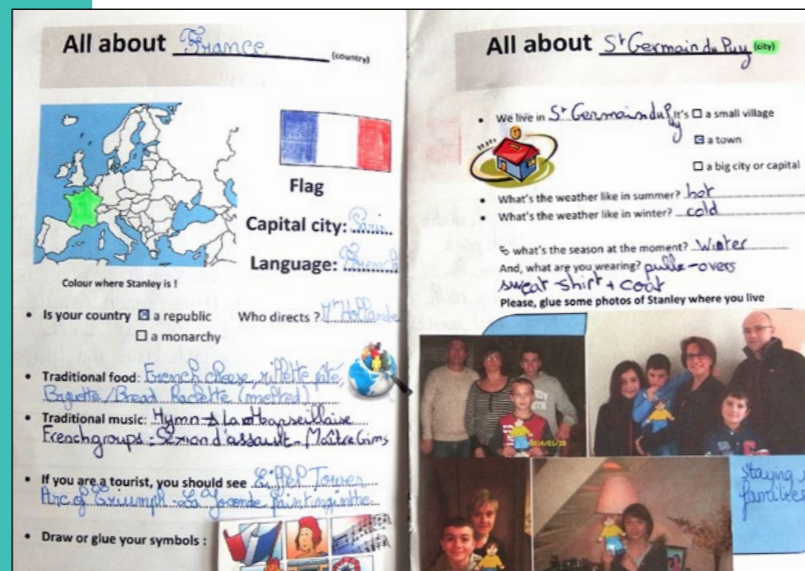 All about France (country)
Flag
Capital city: Paris
Language: French
Colour where Stanley is !
• Is your country ☒ a republic Who directs ? Mr Hollande
☐ a monarchy
• Traditional food: French cheese, rillette, pâté,
Baguette/Bread Raclette (melted)
• Traditional music: Hymn → La Marseillaise
French groups: Sexion d'assault - Maître Gims
• If you are a tourist, you should see Eiffel Tower
Arc of Triumph - La Joconde
• Draw or glue your symbols :
All about St Germain du Puy (city)
• We live in St Germain du Puy It's ☐ a small village
☒ a town
☐ a big city or capital
• What's the weather like in summer? hot
• What's the weather like in winter? cold
what's the season at the moment? Winter
And, what are you wearing? pulls-overs
sweat-shirt + coat
Please, glue some photos of Stanley where you live
staying
families